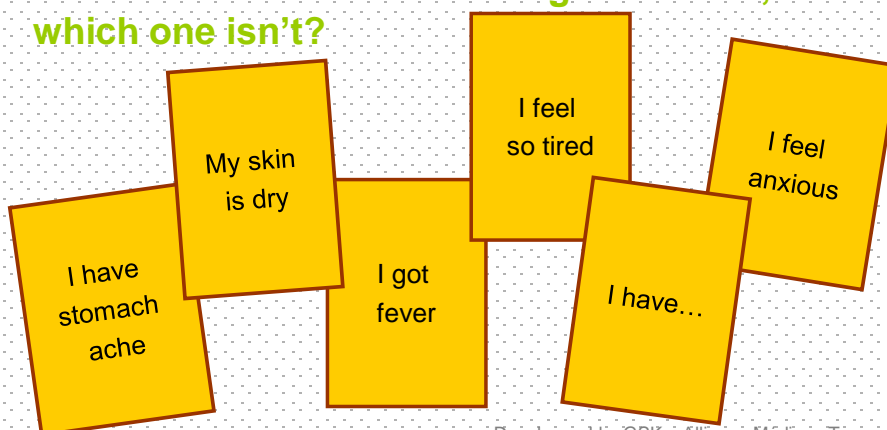 which one isn't?
I have
stomach
ache
My skin
is dry
I got
fever
I feel
so tired
I have…
I feel
anxious